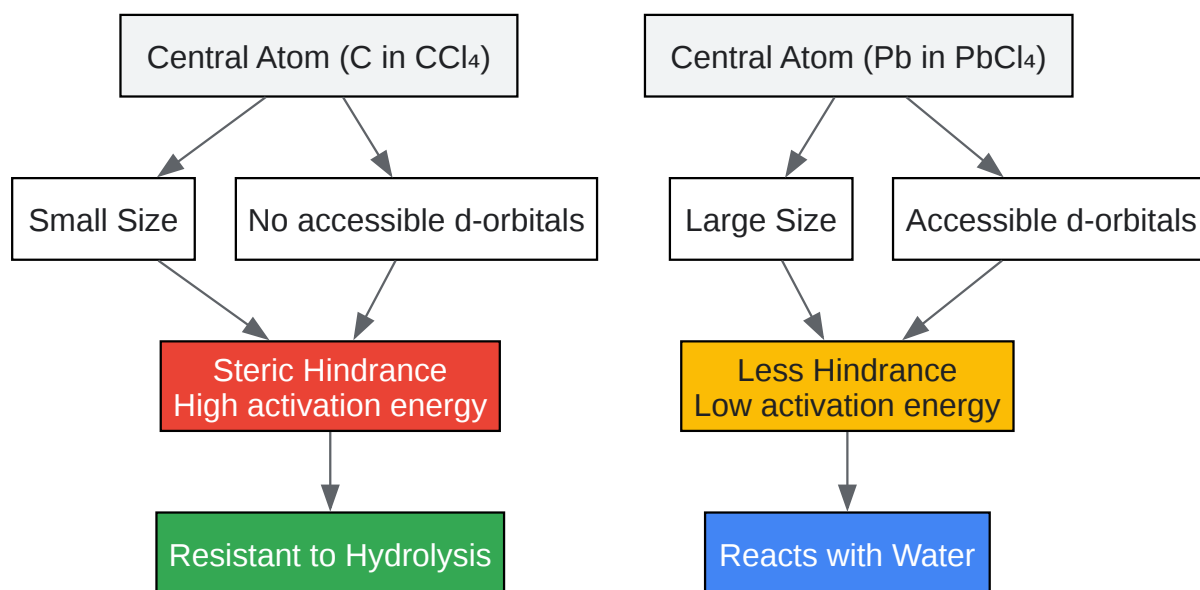 Central Atom (C in CCl₄)
Central Atom (Pb in PbCl₄)
Small Size
No accessible d-orbitals
Large Size
Accessible d-orbitals
Steric Hindrance
High activation energy
Less Hindrance
Low activation energy
Resistant to Hydrolysis
Reacts with Water